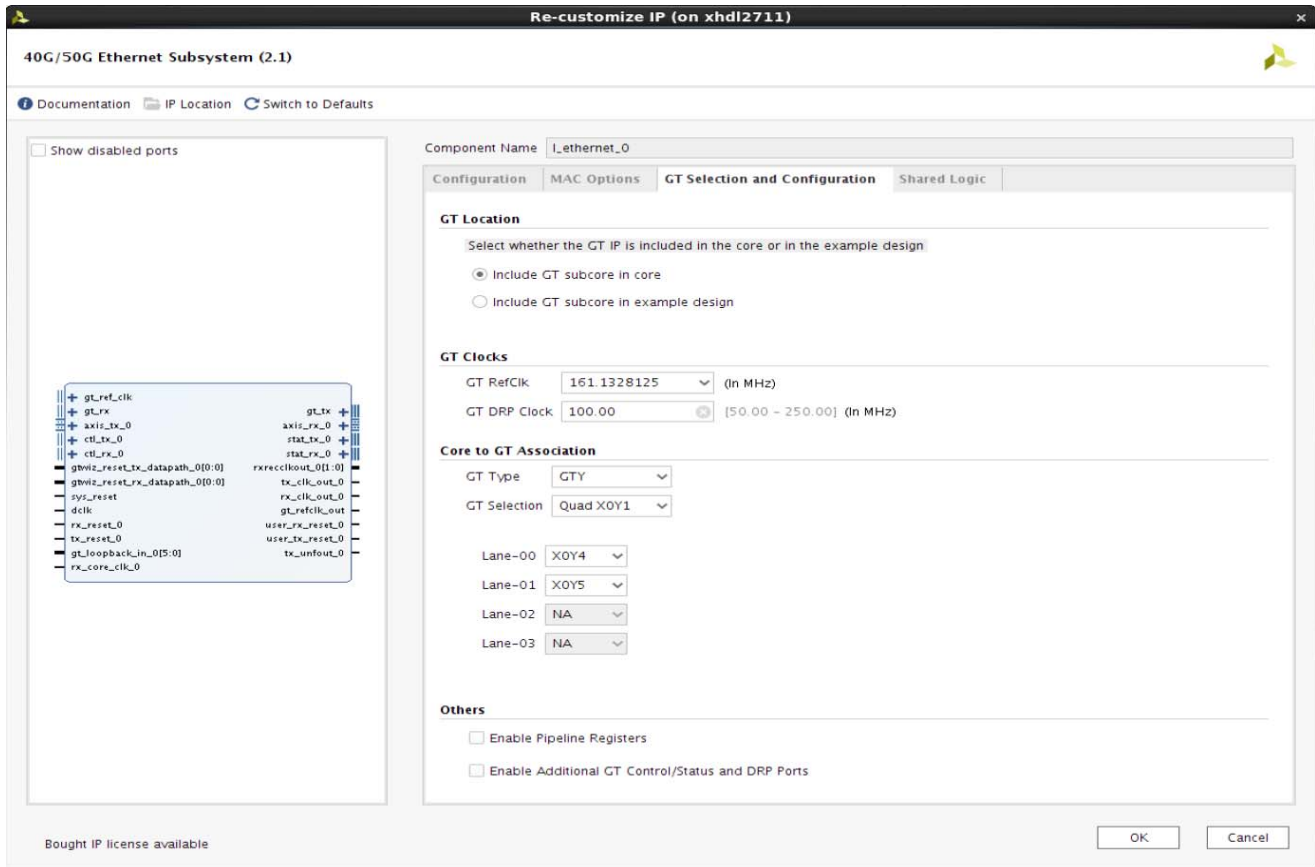 Re-customize IP (on xhdl2711)
40G/50G Ethernet Subsystem (2.1)
Documentation IP Location Switch to Defaults
Show disabled ports
gt_ref_clk
gt_rx
axis_tx_0
ctl_tx_0
ctl_rx_0
gtwiz_reset_tx_datapath_0[0:0]
gtwiz_reset_rx_datapath_0[0:0]
sys_reset
dclk
rx_reset_0
tx_reset_0
gt_loopback_in_0[5:0]
rx_core_clk_0
gt_tx
axis_rx_0
stat_tx_0
stat_rx_0
rxrecclkout_0[1:0]
tx_clk_out_0
rx_clk_out_0
gt_refclk_out
user_rx_reset_0
user_tx_reset_0
tx_unfout_0
Component Name l_ethernet_0
Configuration MAC Options GT Selection and Configuration Shared Logic
GT Location
Select whether the GT IP is included in the core or in the example design
Include GT subcore in core
Include GT subcore in example design
GT Clocks
GT RefClk 161.1328125 (In MHz)
GT DRP Clock 100.00 [50.00 - 250.00] (In MHz)
Core to GT Association
GT Type GTY
GT Selection Quad X0Y1
Lane-00 X0Y4
Lane-01 X0Y5
Lane-02 NA
Lane-03 NA
Others
Enable Pipeline Registers
Enable Additional GT Control/Status and DRP Ports
Bought IP license available
OK Cancel